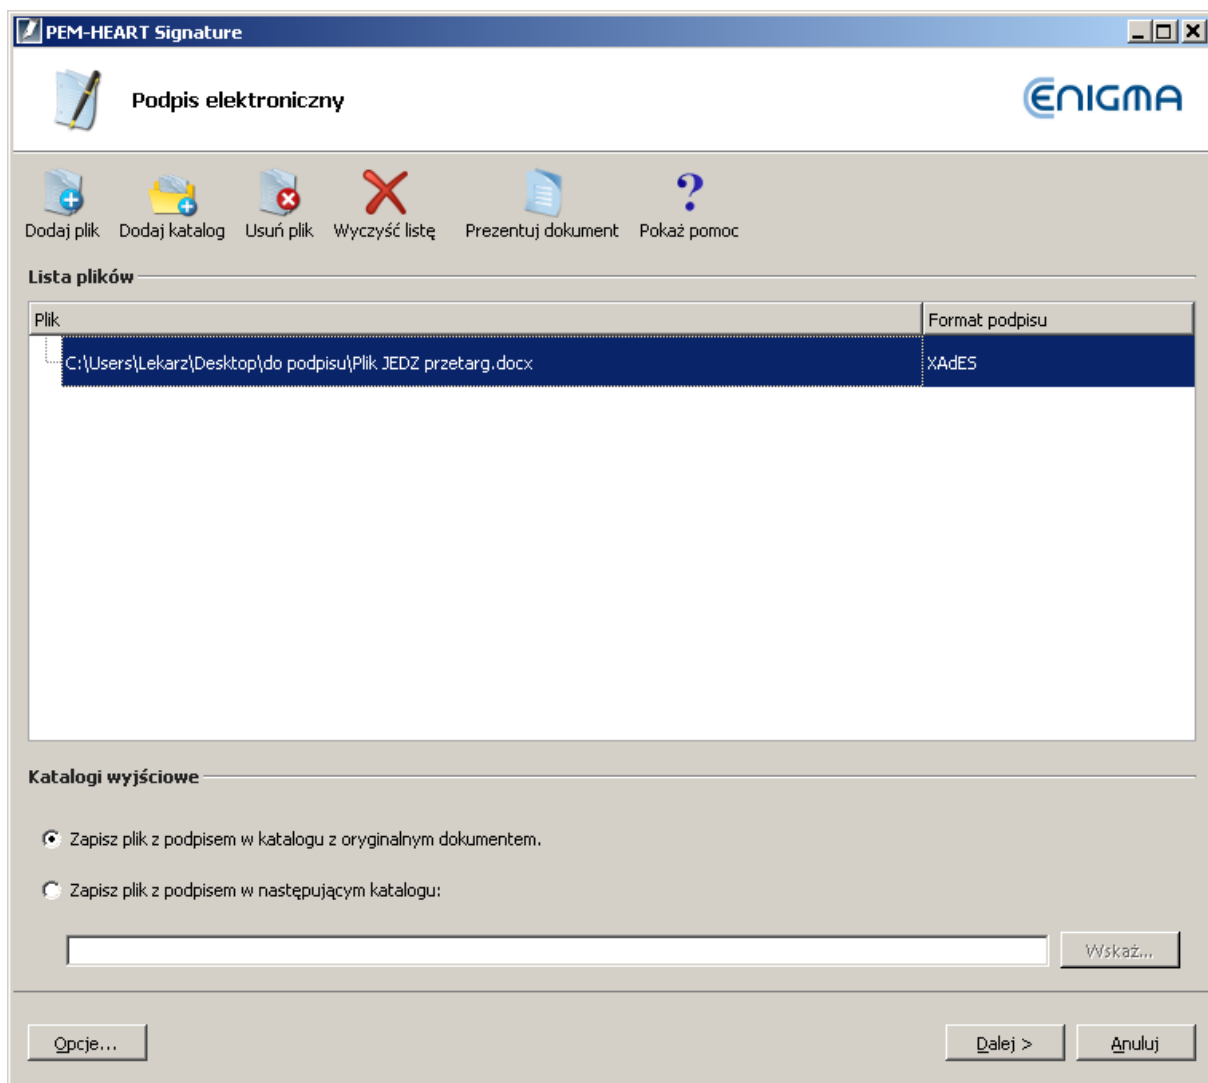 PEM-HEART Signature
Podpis elektroniczny
ENIGMA
Dodaj plik Dodaj katalog Usuń plik Wyczyść listę Prezentuj dokument Pokaż pomoc
Lista plików
Plik Format podpisu
C:\Users\Lekarz\Desktop\do podpisu\Plik JEDZ przetarg.docx XAdES
Katalogi wyjściowe
Zapisz plik z podpisem w katalogu z oryginalnym dokumentem.
Zapisz plik z podpisem w następującym katalogu:
Wskaż...
Opcje... Dalej > Anuluj